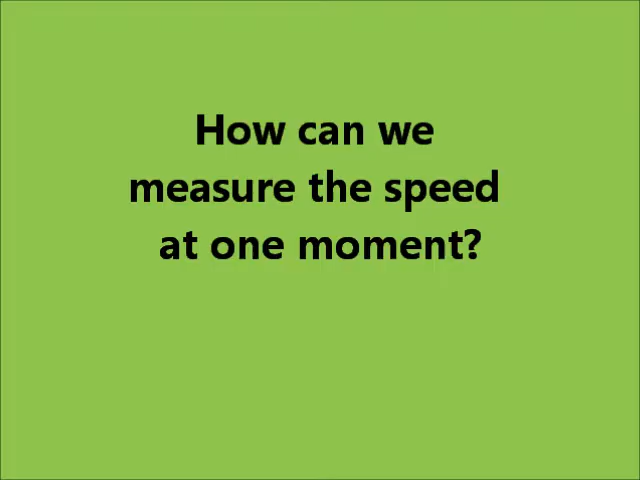 How can we
measure the speed
at one moment?